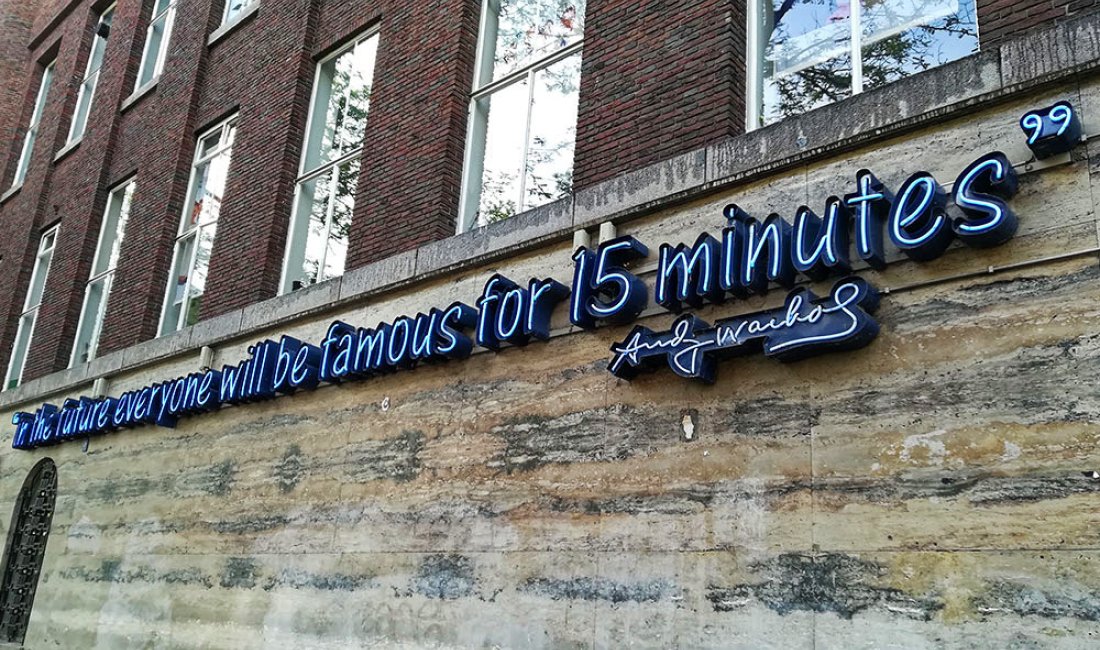 "in the future everyone will be famous for 15 minutes"
Andy Warhol